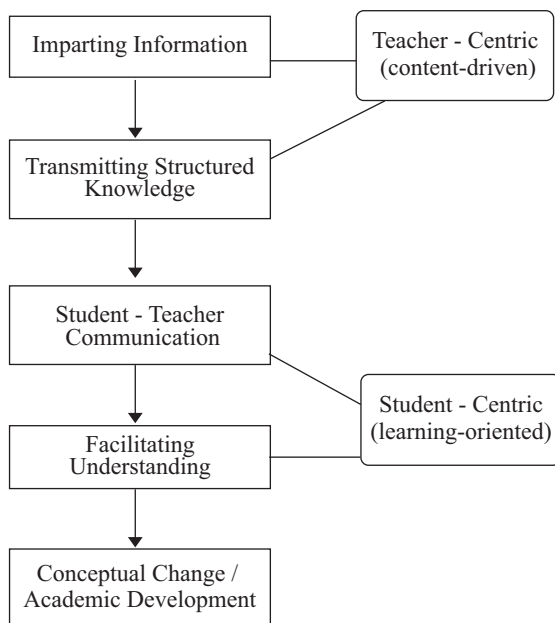 Imparting Information
Teacher - Centric
(content-driven)
Transmitting Structured
Knowledge
Student - Teacher
Communication
Student - Centric
(learning-oriented)
Facilitating
Understanding
Conceptual Change /
Academic Development